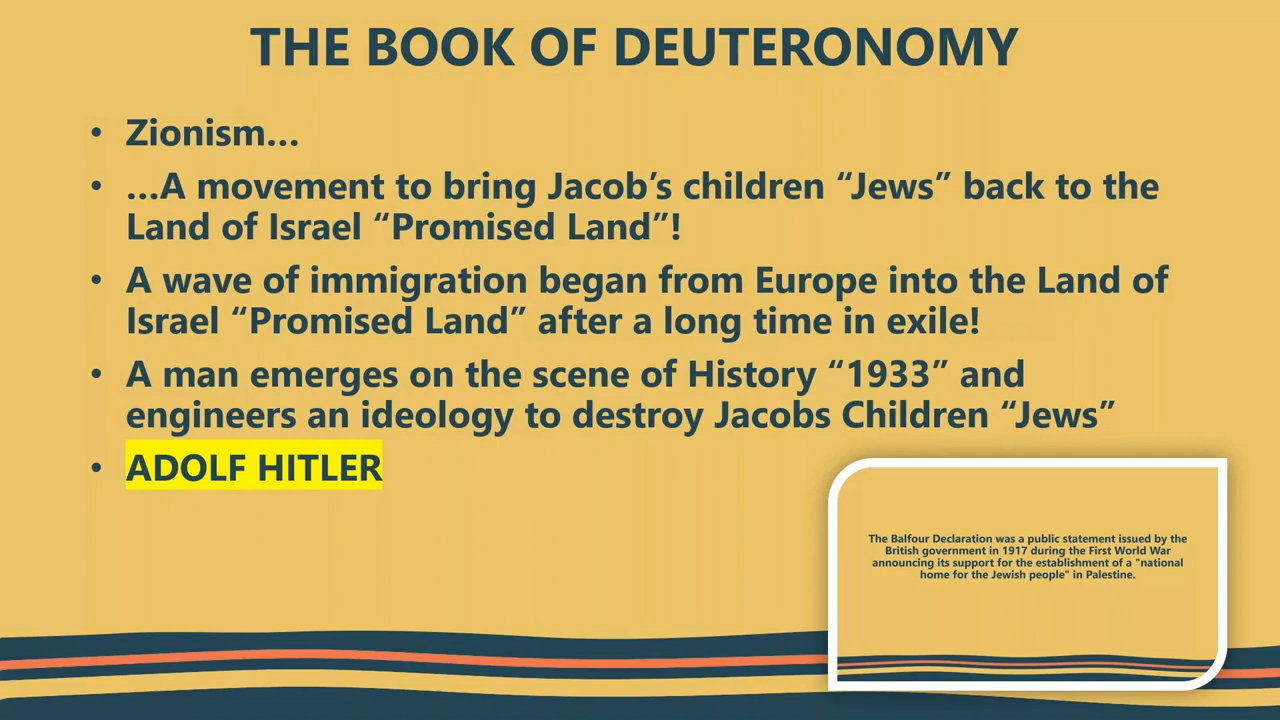 THE BOOK OF DEUTERONOMY
• Zionism…
• …A movement to bring Jacob’s children “Jews” back to the
Land of Israel “Promised Land”!
• A wave of immigration began from Europe into the Land of
Israel “Promised Land” after a long time in exile!
• A man emerges on the scene of History “1933” and
engineers an ideology to destroy Jacobs Children “Jews”
• ADOLF HITLER
The Balfour Declaration was a public statement issued by the
British government in 1917 during the First World War
announcing its support for the establishment of a "national
home for the Jewish people" in Palestine.